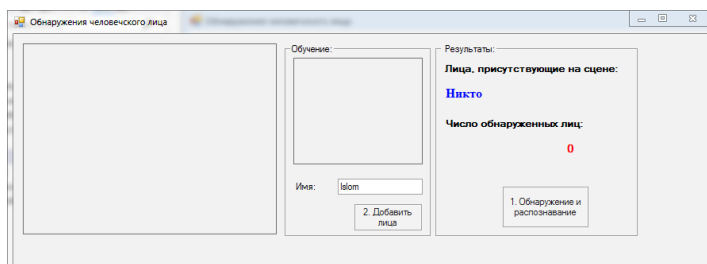 Обнаружения человечского лица
Обучение:
Имя:
Islom
2. Добавить
лица
Результаты:
Лица, присутствующие на сцене:
Никто
Число обнаруженных лиц:
0
1. Обнаружение и
распознавание